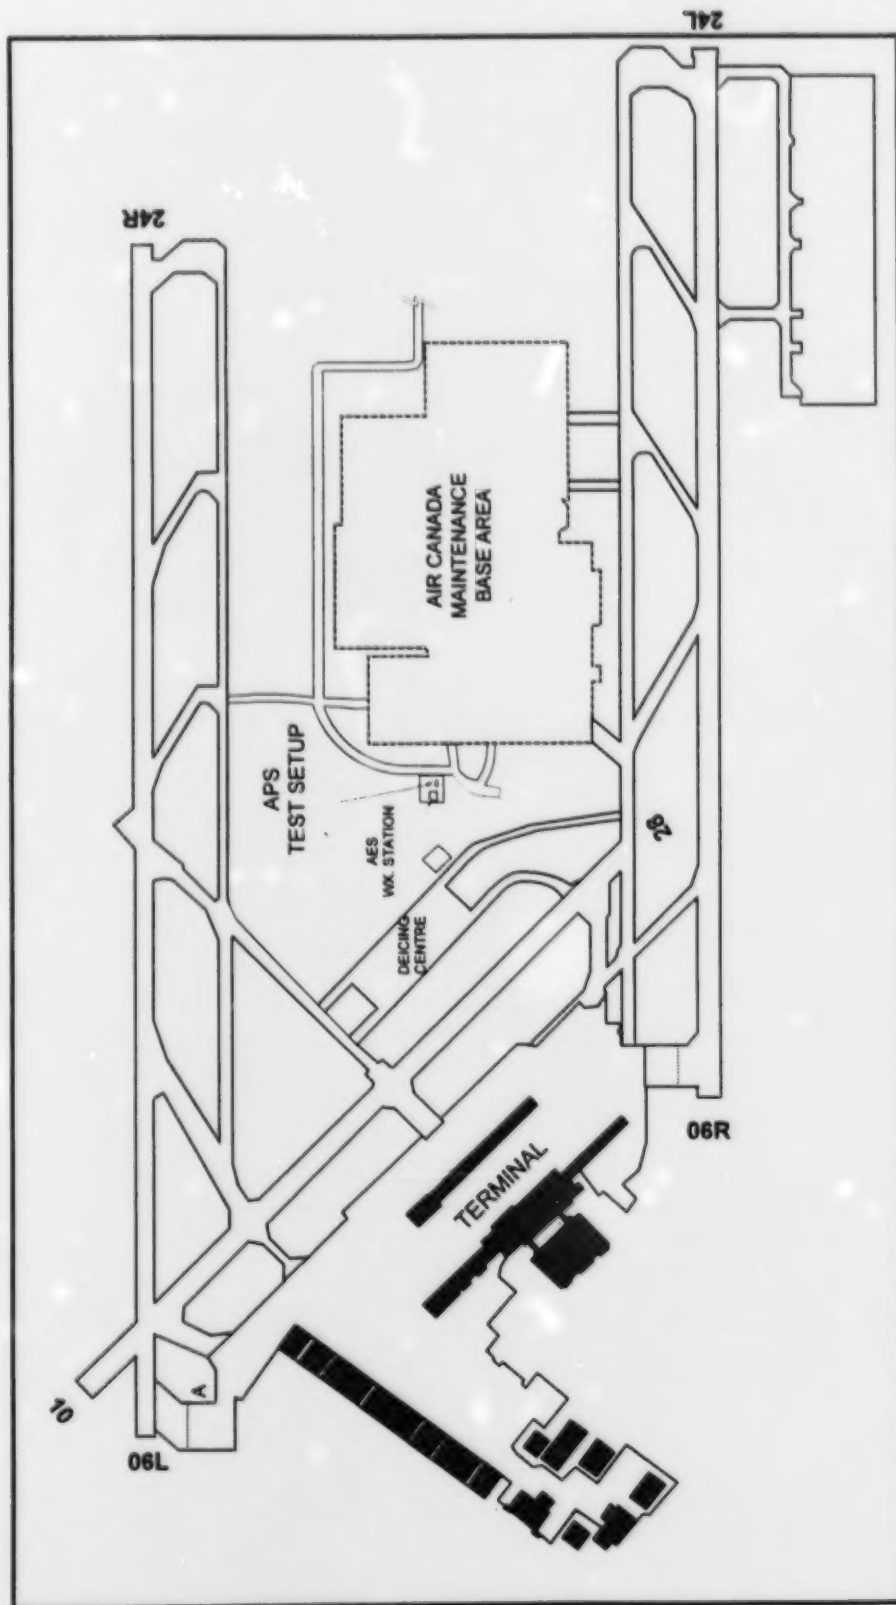 24L
24R
AIR CANADA
MAINTENANCE
BASE AREA
APS
TEST SETUP
AES
WX. STATION
28
DEICING
CENTRE
TERMINAL
06R
A
10
06L